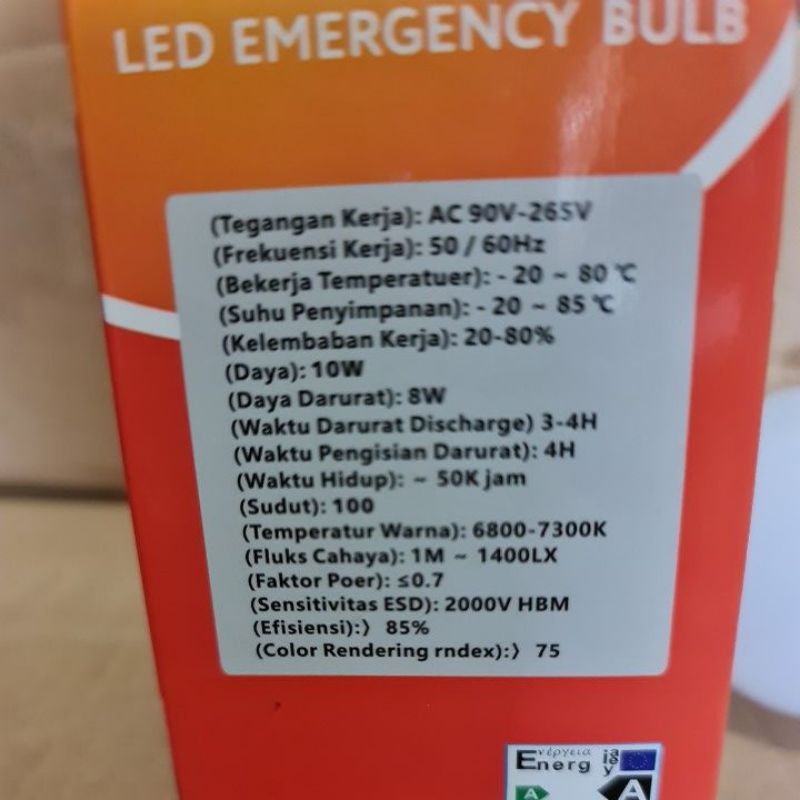 LED EMERGENCY BULB
(Tegangan Kerja): AC 90V-265V
(Frekuensi Kerja): 50 / 60Hz
(Bekerja Temperatuer): - 20 ~ 80 ℃
(Suhu Penyimpanan): - 20 ~ 85 ℃
(Kelembaban Kerja): 20-80%
(Daya): 10W
(Daya Darurat): 8W
(Waktu Darurat Discharge) 3-4H
(Waktu Pengisian Darurat): 4H
(Waktu Hidup): ~ 50K jam
(Sudut): 100
(Temperatur Warna): 6800-7300K
(Fluks Cahaya): 1M ~ 1400LX
(Faktor Poer): ≤0.7
(Sensitivitas ESD): 2000V HBM
(Efisiensi):〉 85%
(Color Rendering rndex):〉 75
Energ
A
A